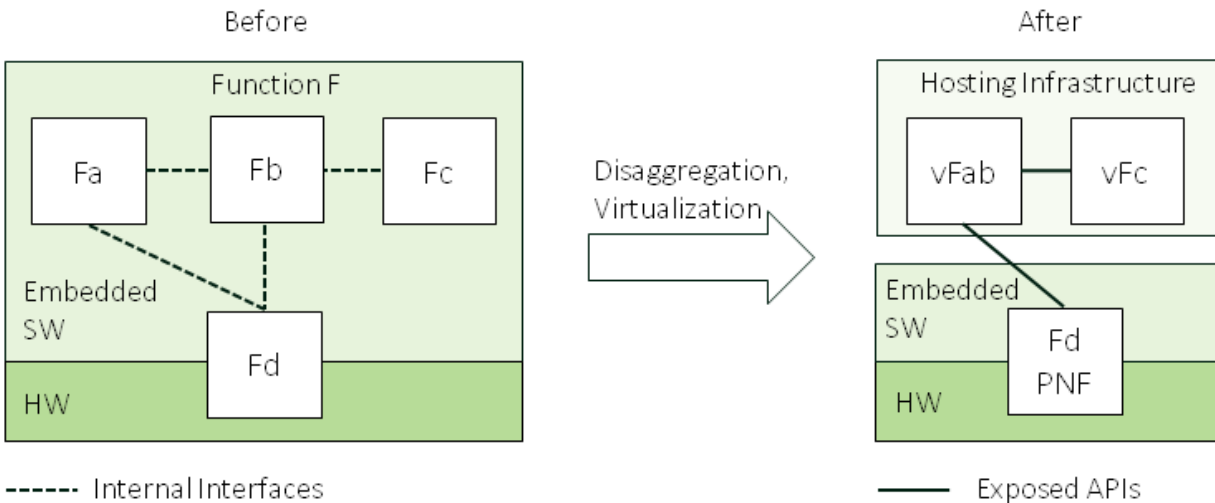 Before
After
Function F
Hosting Infrastructure
Fa
Fb
Fc
Disaggregation,
Virtualization
vFab
vFc
Embedded
SW
Fd
HW
Embedded
SW
Fd
PNF
HW
Internal Interfaces
Exposed APIs